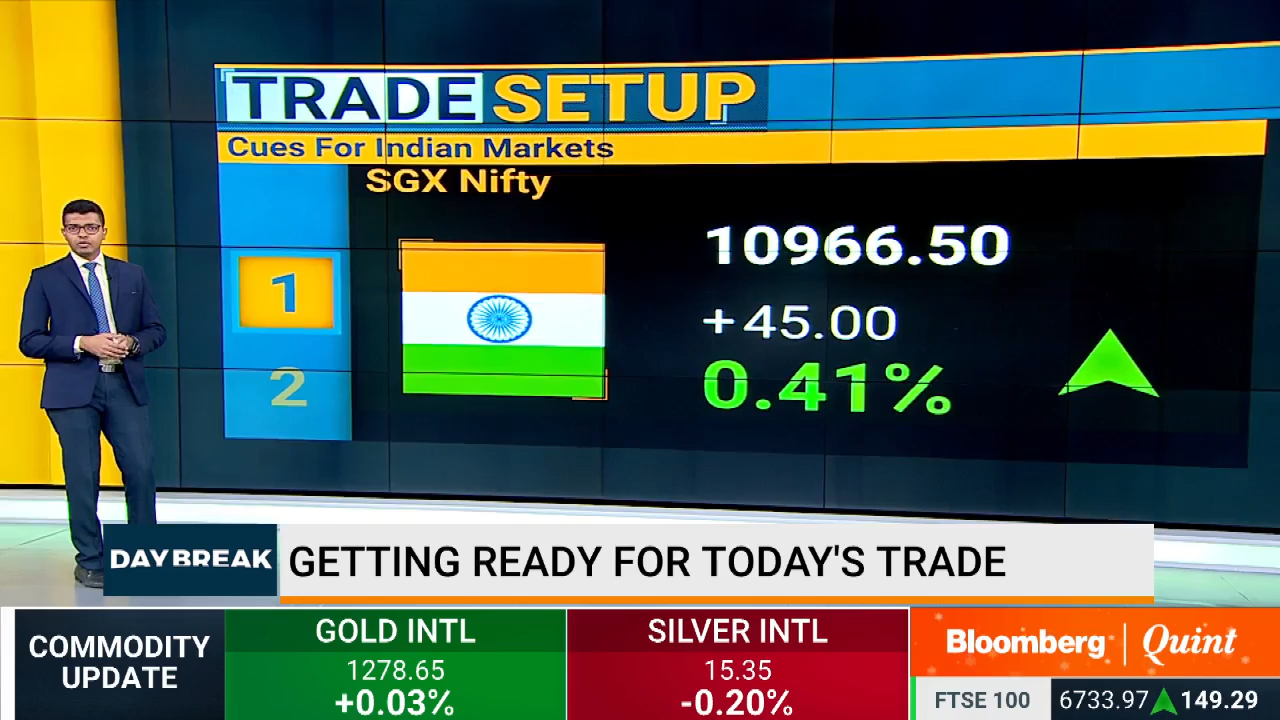 TRADE SETUP
Cues For Indian Markets
SGX Nifty
1
2
10966.50
+45.00
0.41%
DAYBREAK
GETTING READY FOR TODAY'S TRADE
COMMODITY
UPDATE
GOLD INTL
1278.65
+0.03%
SILVER INTL
15.35
-0.20%
Bloomberg | Quint
FTSE 100
6733.97 149.29